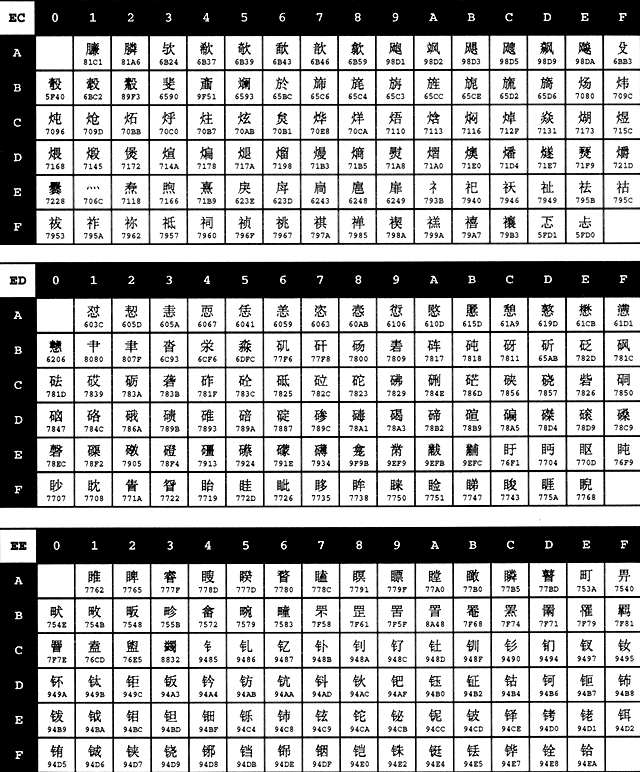 EC 0 1 2 3 4 5 6 7 8 9 A B C D E F
A 臁 膦 欤 欷 欹 歃 歆 歙 飑 飒 飓 飕 飙 飚 殳
81C1 81A6 6B24 6B37 6B39 6B43 6B46 6B59 98D1 98D2 98D3 98D5 98D9 98DA 6BB3
B 彀 毂 觳 斐 齑 斓 於 旆 旄 旃 旌 旎 旒 旖 炀 炜
5F40 6BC2 89F3 6590 9F51 6593 65BC 65C6 65C4 65C3 65CC 65CE 65D2 65D6 7080 709C
C 炖 炝 炻 烀 炷 炫 炱 烨 烊 焐 焓 焖 焯 焱 煳 煜
7096 709D 70BB 70C0 70B7 70AB 70B1 70E8 70CA 7110 7113 7116 712F 7131 7173 715C
D 煨 煅 煲 煊 煸 煺 熘 熳 熵 熨 熠 燠 燔 燧 燹 爝
7168 7145 7172 714A 7178 717A 7198 71B3 71B5 71A8 71A0 71E0 71D4 71E7 71F9 721D
E 爨 灬 焘 煦 熹 戾 戽 扃 扈 扉 礻 祀 祆 祉 祛 祜
7228 706C 7118 7166 71B9 623E 623D 6243 6248 6249 793B 7940 7946 7949 795B 795C
F 祓 祚 祢 祗 祠 祯 祧 祺 禅 禊 禚 禧 禳 忑 忐
7953 795A 7962 7957 7960 796F 7967 797A 7985 798A 799A 79A7 79B3 5FD1 5FD0
ED 0 1 2 3 4 5 6 7 8 9 A B C D E F
A 怼 恝 恚 恧 恁 恙 恣 悫 愆 愍 慝 憩 憝 懋 懑
603C 605D 605A 6067 6041 6059 6063 60AB 6106 610D 615D 61A9 619D 61CB 61D1
B 戆 肀 聿 沓 泶 淼 矶 矸 砀 砉 砗 砘 砑 斫 砭 砜
6206 8080 807F 6C93 6CF6 6DFC 77F6 77F8 7800 7809 7817 7818 7811 65AB 782D 781C
C 砝 砹 砺 砻 砟 砼 砥 砬 砣 砩 硎 硭 硖 硗 砦 硐
781D 7839 783A 783B 781F 783C 7825 782C 7823 7829 784E 786D 7856 7857 7826 7850
D 硇 硌 硪 碛 碓 碚 碇 碜 碡 碣 碲 碹 碥 磔 磙 磉
7847 784C 786A 789B 7893 789A 7887 789C 78A1 78A3 78B2 78B9 78A5 78D4 78D9 78C9
E 磬 磲 礅 磴 礓 礤 礞 礴 龛 黹 黻 黼 盱 眄 眍 盹
78EC 78F2 7905 78F4 7913 7924 791E 7934 9F9B 9EF9 9EFB 9EFC 76F1 7704 770D 76F9
F 眇 眈 眚 眢 眙 眭 眦 眵 眸 睐 睑 睇 睃 睚 睨
7707 7708 771A 7722 7719 772D 7726 7735 7738 7750 7751 7747 7743 775A 7768
EE 0 1 2 3 4 5 6 7 8 9 A B C D E F
A 睢 睥 睿 瞍 睽 瞀 瞌 瞑 瞟 瞠 瞰 瞵 瞽 町 畀
7762 7765 777F 778D 777D 7780 778C 7791 779F 77A0 77B0 77B5 77BD 753A 7540
B 畎 畋 畈 畛 畲 畹 疃 罘 罡 罟 詈 罨 罴 罱 罹 羁
754E 754B 7548 755B 7572 7579 7583 7F58 7F61 7F5F 8A48 7F68 7F74 7F71 7F79 7F81
C 罾 盍 盥 蠲 钅 钆 钇 钋 钊 钌 钍 钏 钐 钔 钗 钕
7F7E 76CD 76E5 8832 9485 9486 9487 948B 948A 948C 948D 948F 9490 9494 9497 9495
D 钚 钛 钜 钣 钤 钫 钪 钭 钬 钯 钰 钲 钴 钶 钷 钸
949A 949B 949C 94A3 94A4 94AB 94AA 94AD 94AC 94AF 94B0 94B2 94B4 94B6 94B7 94B8
E 钹 钺 钼 钽 钿 铄 铈 铉 铊 铋 铌 铍 铎 铐 铑 铒
94B9 94BA 94BC 94BD 94BF 94C4 94C8 94C9 94CA 94CB 94CC 94CD 94CE 94D0 94D1 94D2
F 铕 铖 铗 铙 铘 铛 铞 铟 铠 铢 铤 铥 铧 铨 铪
94D5 94D6 94D7 94D9 94D8 94DB 94DE 94DF 94E0 94E2 94E4 94E5 94E7 94E8 94EA